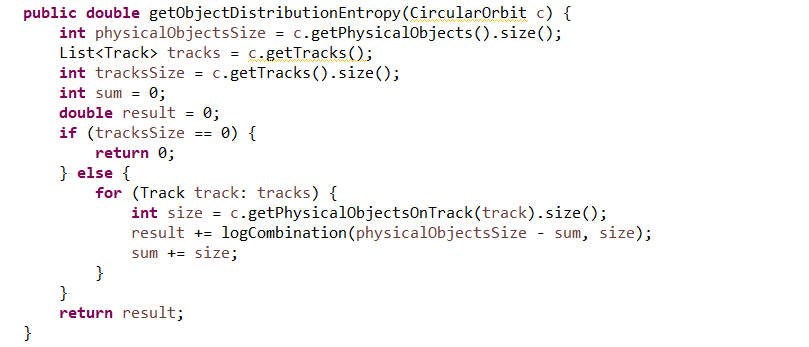 public double getObjectDistributionEntropy(CircularOrbit c) {
    int physicalObjectsSize = c.getPhysicalObjects().size();
    List<Track> tracks = c.getTracks();
    int tracksSize = c.getTracks().size();
    int sum = 0;
    double result = 0;
    if (tracksSize == 0) {
        return 0;
    } else {
        for (Track track: tracks) {
            int size = c.getPhysicalObjectsOnTrack(track).size();
            result += logCombination(physicalObjectsSize - sum, size);
            sum += size;
        }
    }
    return result;
}